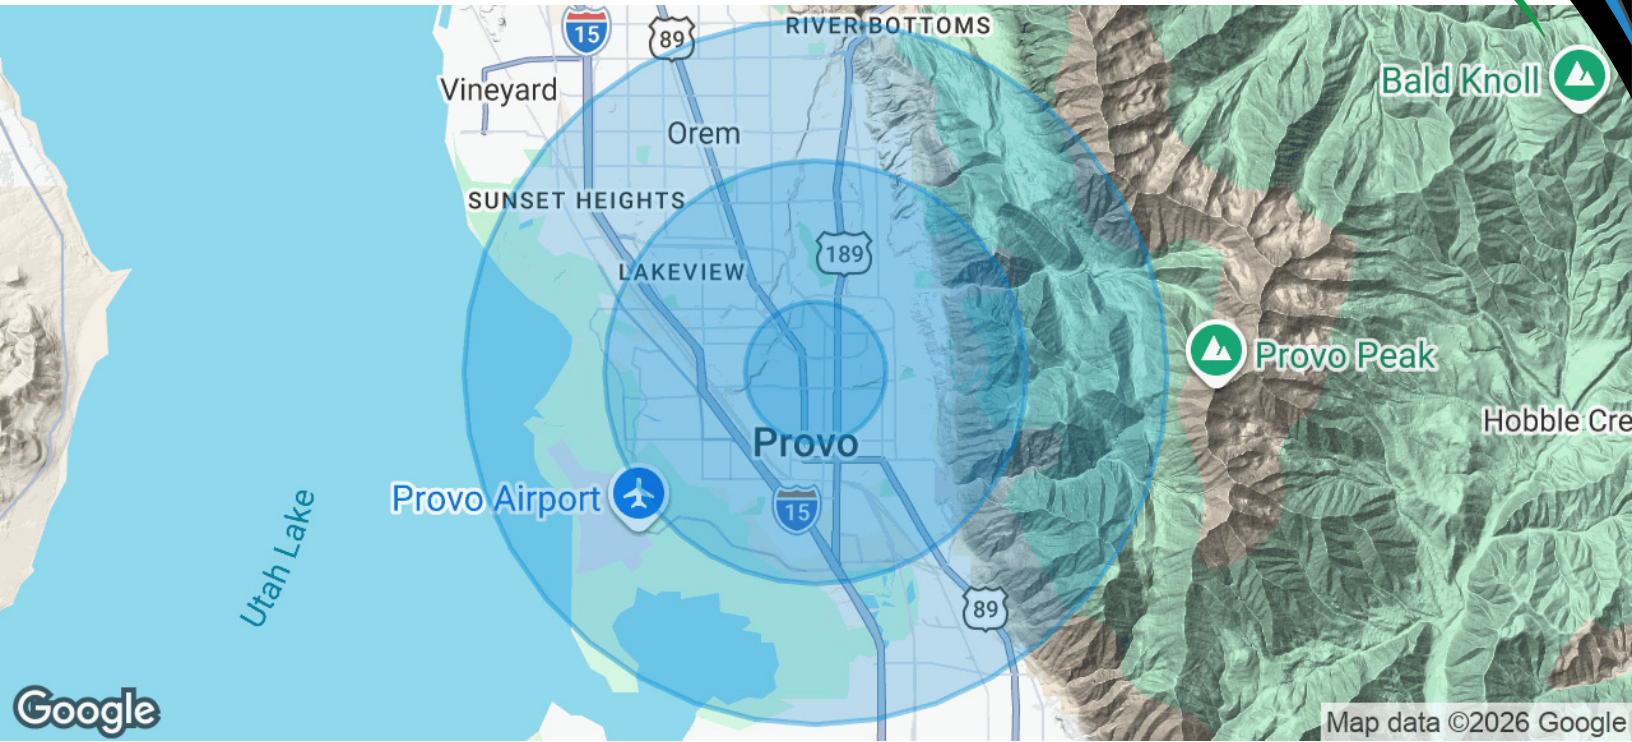 RIVER BOTTOMS
15
89
Bald Knoll
Vineyard
Orem
SUNSET HEIGHTS
189
LAKEVIEW
Provo Peak
Hobble Cre
Provo
Provo Airport
15
Utah Lake
89
Google
Map data ©2026 Google